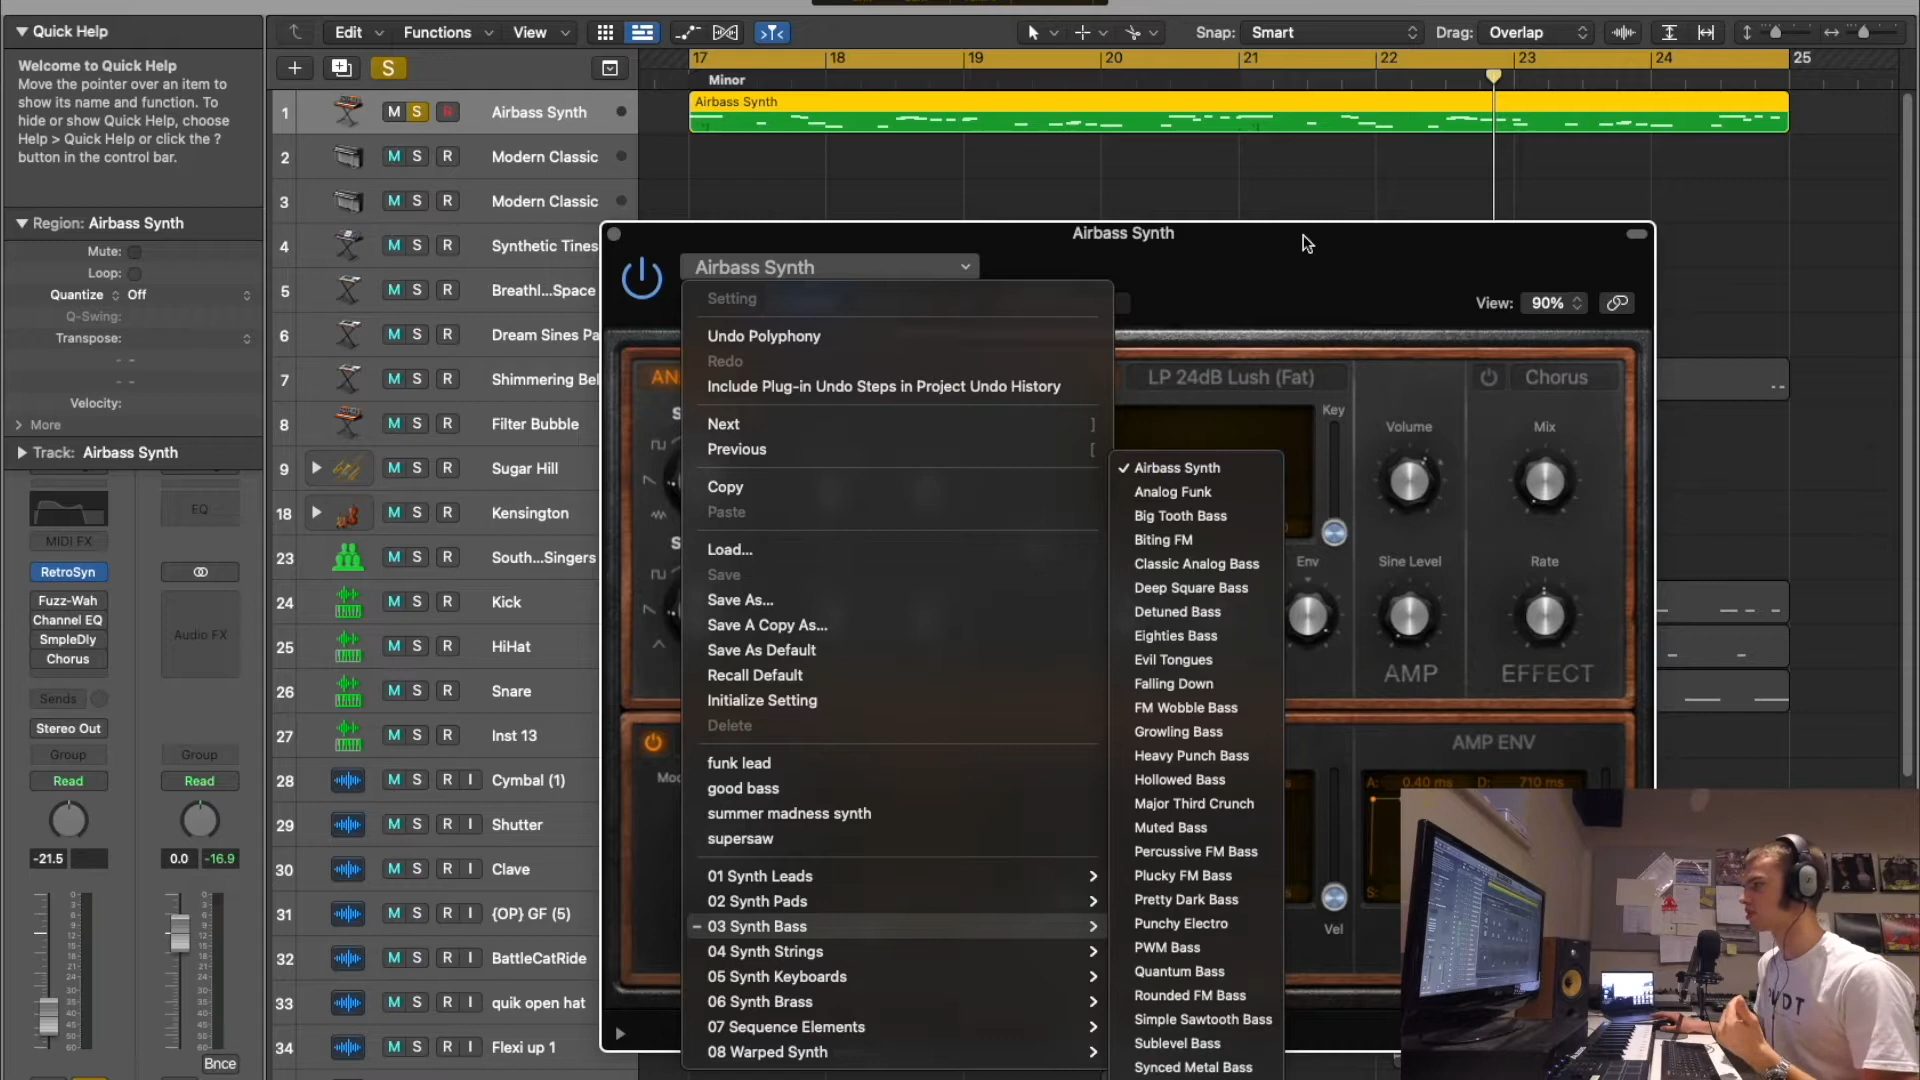 Quick Help
Welcome to Quick Help
Move the pointer over an item to
show its name and function. To
hide or show Quick Help, choose
Help > Quick Help or click the ?
button in the control bar.
Region: Airbass Synth
Mute:
Loop:
Quantize Off
Q-Swing:
Transpose:
Velocity:
More
Track: Airbass Synth
EQ
MIDI FX
RetroSyn
Fuzz-Wah
Channel EQ
SmpleDly
Chorus
Audio FX
Sends
Stereo Out
Group Group
Read Read
-21.5 0.0 -16.9
Bnce
Edit Functions View Snap: Smart Drag: Overlap
S
17 18 19 20 21 22 23 24 25
Minor
1 M S R Airbass Synth
2 M S R Modern Classic
3 M S R Modern Classic
4 M S R Synthetic Tines
5 M S R Breathl...Space
6 M S R Dream Sines Pa
7 M S R Shimmering Bel
8 M S R Filter Bubble
9 M S R Sugar Hill
18 M S R Kensington
23 M S R South...Singers
24 M S R Kick
25 M S R HiHat
26 M S R Snare
27 M S R Inst 13
28 M S R I Cymbal (1)
29 M S R I Shutter
30 M S R I Clave
31 M S R I {OP} GF (5)
32 M S R I BattleCatRide
33 M S R I quik open hat
34 M S R I Flexi up 1
Airbass Synth
Airbass Synth
Airbass Synth
View: 90%
Setting
Undo Polyphony
Redo
Include Plug-in Undo Steps in Project Undo History
Next ]
Previous [
Copy
Paste
Load...
Save
Save As...
Save A Copy As...
Save As Default
Recall Default
Initialize Setting
Delete
funk lead
good bass
summer madness synth
supersaw
01 Synth Leads
02 Synth Pads
03 Synth Bass
04 Synth Strings
05 Synth Keyboards
06 Synth Brass
07 Sequence Elements
08 Warped Synth
Airbass Synth
Analog Funk
Big Tooth Bass
Biting FM
Classic Analog Bass
Deep Square Bass
Detuned Bass
Eighties Bass
Evil Tongues
Falling Down
FM Wobble Bass
Growling Bass
Heavy Punch Bass
Hollowed Bass
Major Third Crunch
Muted Bass
Percussive FM Bass
Plucky FM Bass
Pretty Dark Bass
Punchy Electro
PWM Bass
Quantum Bass
Rounded FM Bass
Simple Sawtooth Bass
Sublevel Bass
Synced Metal Bass
LP 24dB Lush (Fat)
Chorus
Key
Volume
Mix
Env
Sine Level
Rate
AMP
EFFECT
AMP ENV
A: 0.40 ms D: 710 ms
Vel